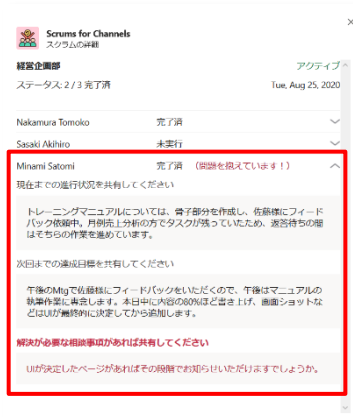 Scrums for Channels
スクラムの詳細
経営企画部 アクティブ
ステータス: 2 / 3 完了済 Tue, Aug 25, 2020
Nakamura Tomoko 完了済
Sasaki Akihiro 未実行
Minami Satomi 完了済 (問題を抱えています!)
現在までの進行状況を共有してください
トレーニングマニュアルについては、骨子部分を作成し、佐藤様にフィード
バック依頼中。月例売上分析の方でタスクが残っていたため、返答待ちの間
はそちらの作業を進めています。
次回までの達成目標を共有してください
午後のMtgで佐藤様にフィードバックをいただくので、午後はマニュアルの
執筆作業に専念します。本日中に内容の80%ほど書き上げ、画面ショットな
どはUIが最終的に決定してから追加します。
解決が必要な相談事項があれば共有してください
UIが決定したページがあればその段階でお知らせいただけますでしょうか。